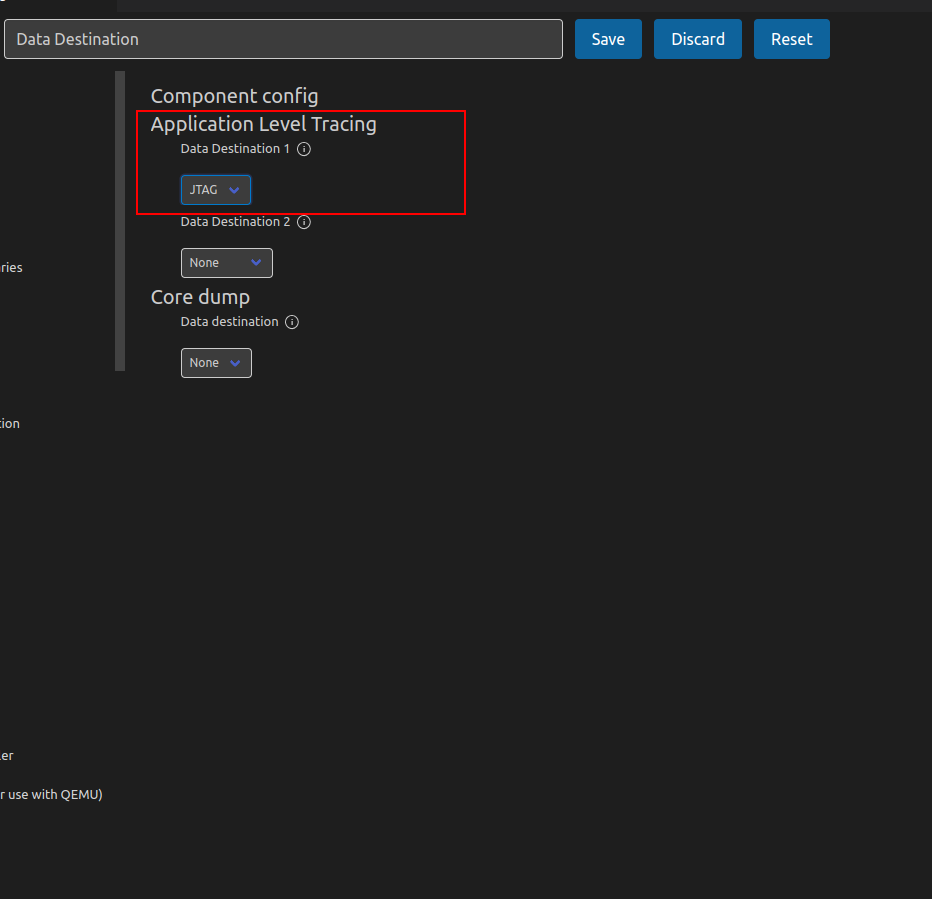 Data Destination
Save
Discard
Reset
Component config
Application Level Tracing
Data Destination 1
JTAG
Data Destination 2
None
Core dump
Data destination
None
ries
tion
er
r use with QEMU)